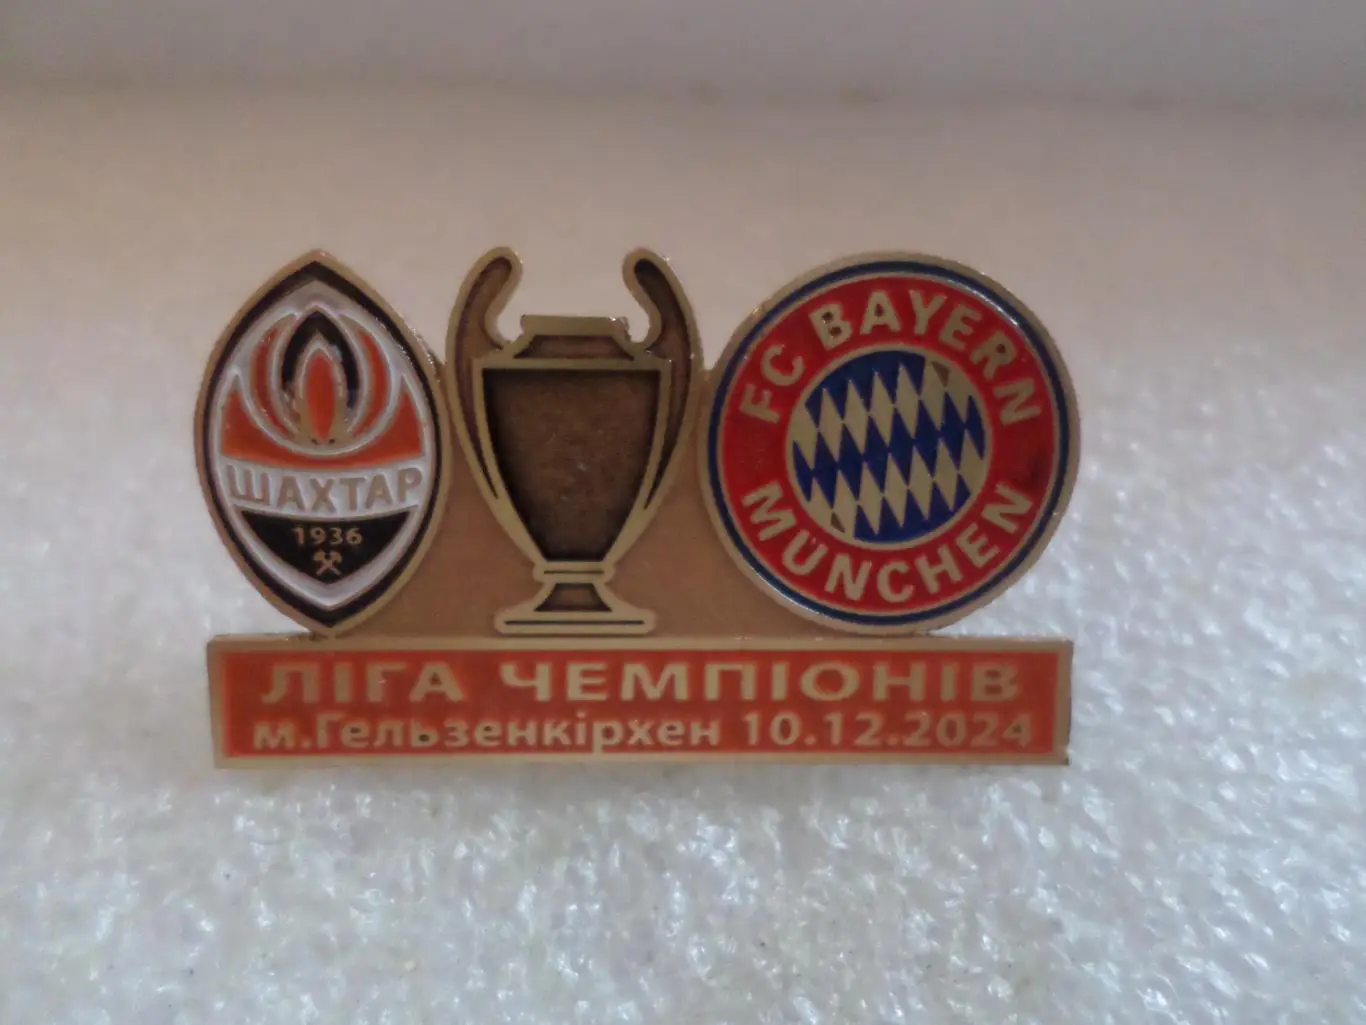 ШАХТАР
1936
FC BAYERN
MÜNCHEN
ЛІГА ЧЕМПІОНІВ
м.Гельзенкірхен 10.12.2024